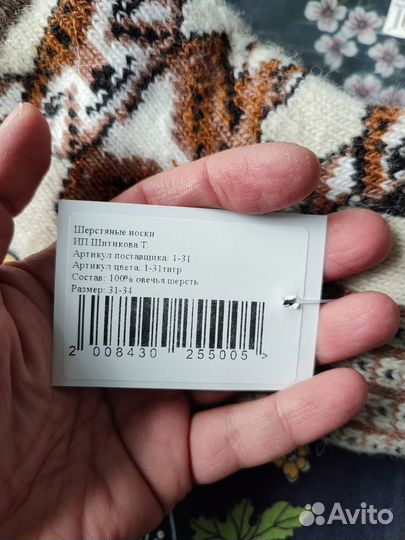 Шерстяные носки
ИП Щитикова Т.
Артикул поставщика: 1-31
Артикул цвета: 1-31тигр
Состав: 100% овечья шерсть
Размер: 31-34
2 008430 255005 >
Avito